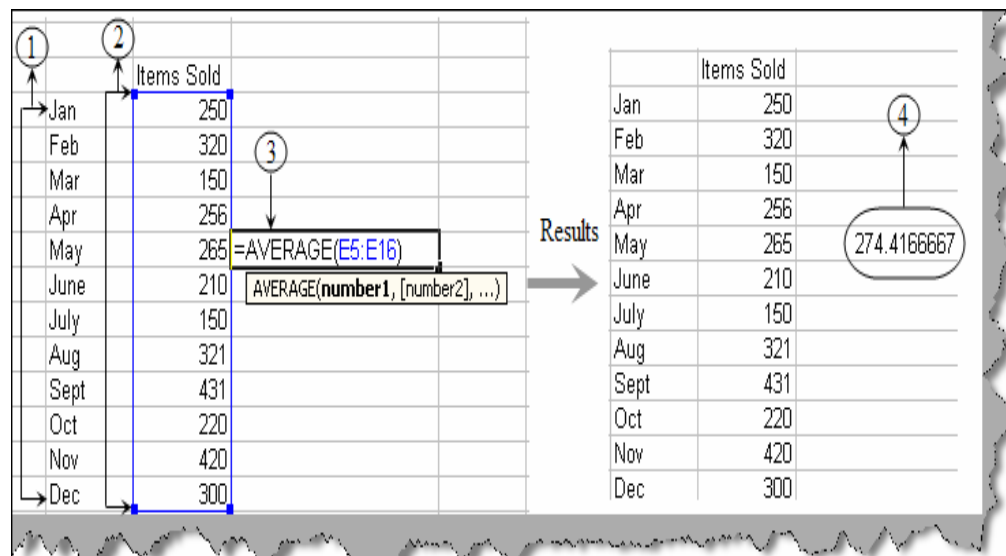 1 2
Items Sold
Jan 250
Feb 320
Mar 150
Apr 256
May 265 =AVERAGE(E5:E16)
June 210 AVERAGE(number1, [number2], ...)
July 150
Aug 321
Sept 431
Oct 220
Nov 420
Dec 300
3
Results
Items Sold
Jan 250
Feb 320
Mar 150
Apr 256
May 265 274.4166667
June 210
July 150
Aug 321
Sept 431
Oct 220
Nov 420
Dec 300
4